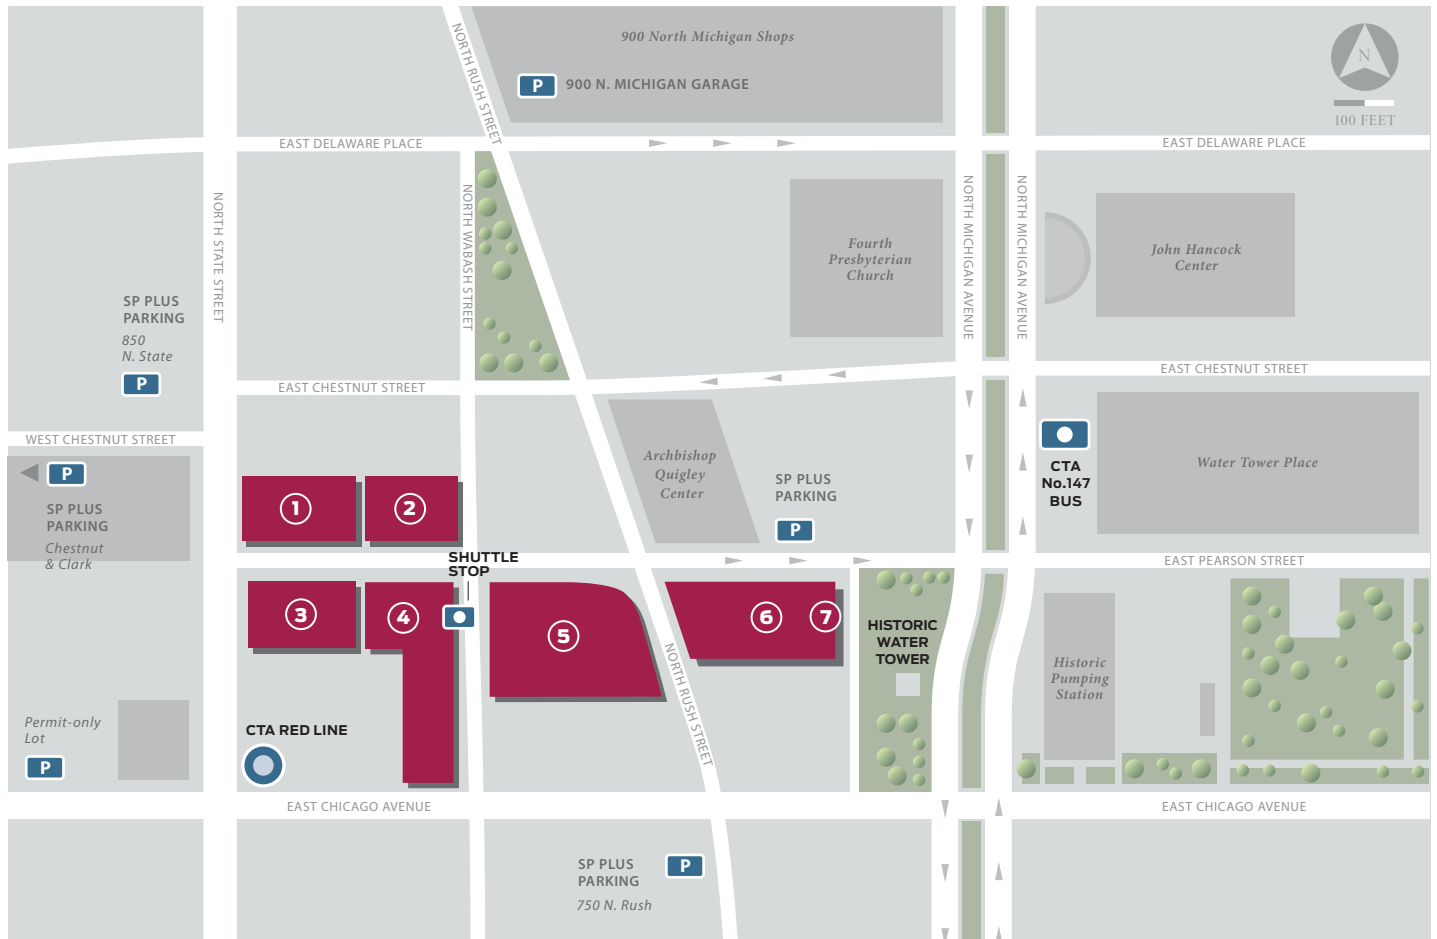 900 North Michigan Shops
P
900 N. MICHIGAN GARAGE
N
100 FEET
NORTH RUSH STREET
EAST DELAWARE PLACE
EAST DELAWARE PLACE
NORTH STATE STREET
NORTH WABASH STREET
NORTH MICHIGAN AVENUE
NORTH MICHIGAN AVENUE
Fourth
Presbyterian
Church
John Hancock
Center
SP PLUS
PARKING
850
N. State
P
EAST CHESTNUT STREET
EAST CHESTNUT STREET
WEST CHESTNUT STREET
P
SP PLUS
PARKING
Chestnut
& Clark
1
2
Archbishop
Quigley
Center
SP PLUS
PARKING
P
CTA
No.147
BUS
Water Tower Place
SHUTTLE
STOP
EAST PEARSON STREET
3
4
5
6
7
HISTORIC
WATER
TOWER
NORTH RUSH STREET
Historic
Pumping
Station
Permit-only
Lot
P
CTA RED LINE
EAST CHICAGO AVENUE
EAST CHICAGO AVENUE
SP PLUS
PARKING
P
750 N. Rush